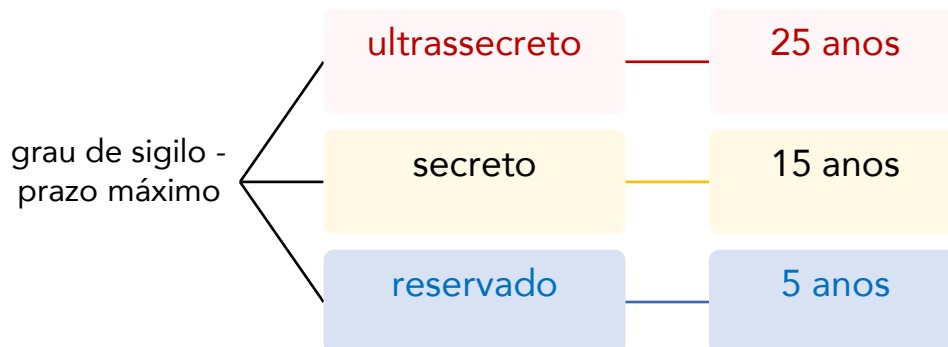 grau de sigilo -
prazo máximo
ultrassecreto
25 anos
secreto
15 anos
reservado
5 anos